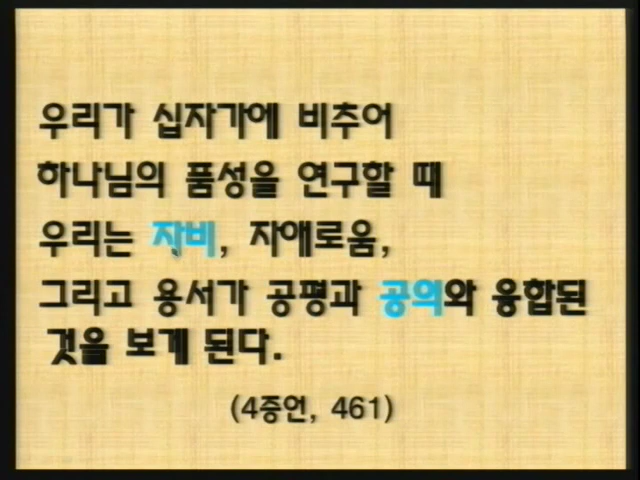 우리가 십자가에 비추어
하나님의 품성을 연구할 때
우리는 자비, 자애로움,
그리고 용서가 공평과 공의와 융합된
것을 보게 된다.
(4증언, 461)